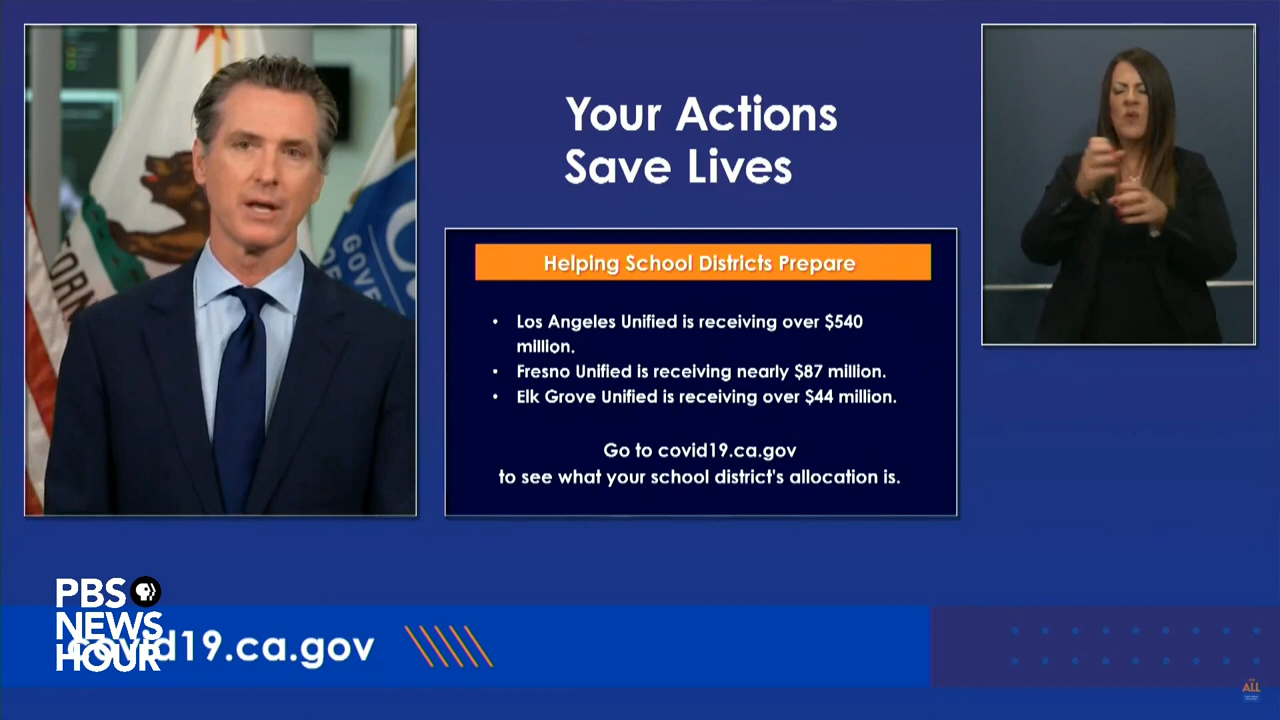 Your Actions
Save Lives
Helping School Districts Prepare
• Los Angeles Unified is receiving over $540
million.
• Fresno Unified is receiving nearly $87 million.
• Elk Grove Unified is receiving over $44 million.
Go to covid19.ca.gov
to see what your school district's allocation is.
PBS
NEWS
HOUR
covid19.ca.gov
ALL